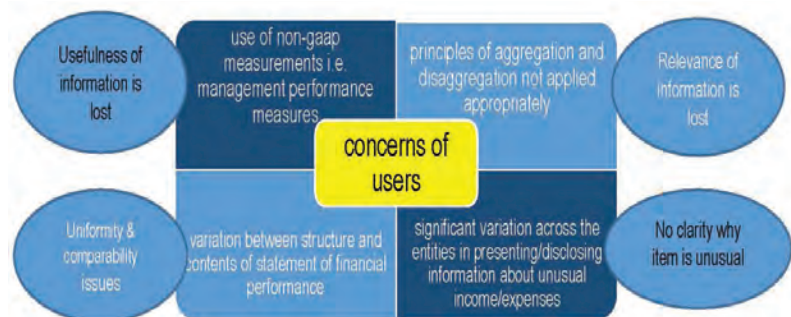 Usefulness of
information is
lost
use of non-gaap
measurements i.e.
management performance
measures
principles of aggregation and
disaggregation not applied
appropriately
Relevance of
information is
lost
concerns of
users
Uniformity &
comparability
issues
variation between structure and
contents of statement of financial
performance
significant variation across the
entities in presenting/disclosing
information about unusual
income/expenses
No clarity why
item is unusual